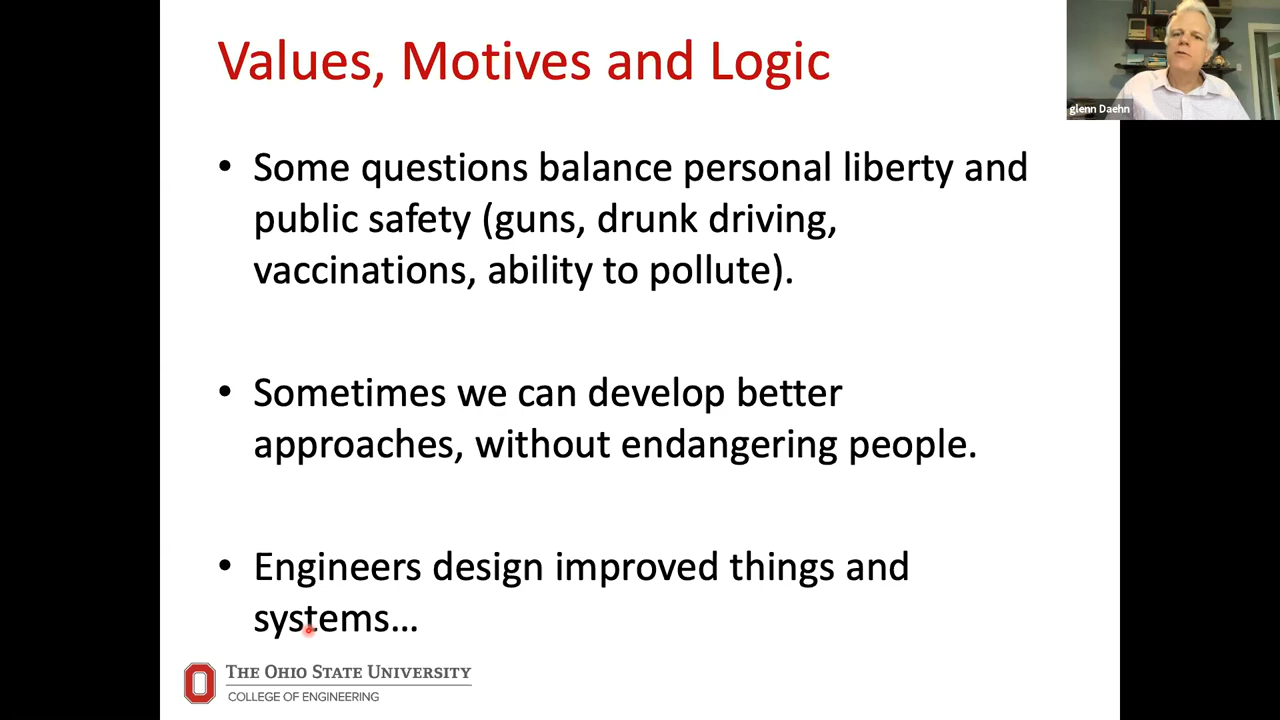 Values, Motives and Logic
glenn Daehn
• Some questions balance personal liberty and
public safety (guns, drunk driving,
vaccinations, ability to pollute).
• Sometimes we can develop better
approaches, without endangering people.
• Engineers design improved things and
systems…
THE OHIO STATE UNIVERSITY
COLLEGE OF ENGINEERING